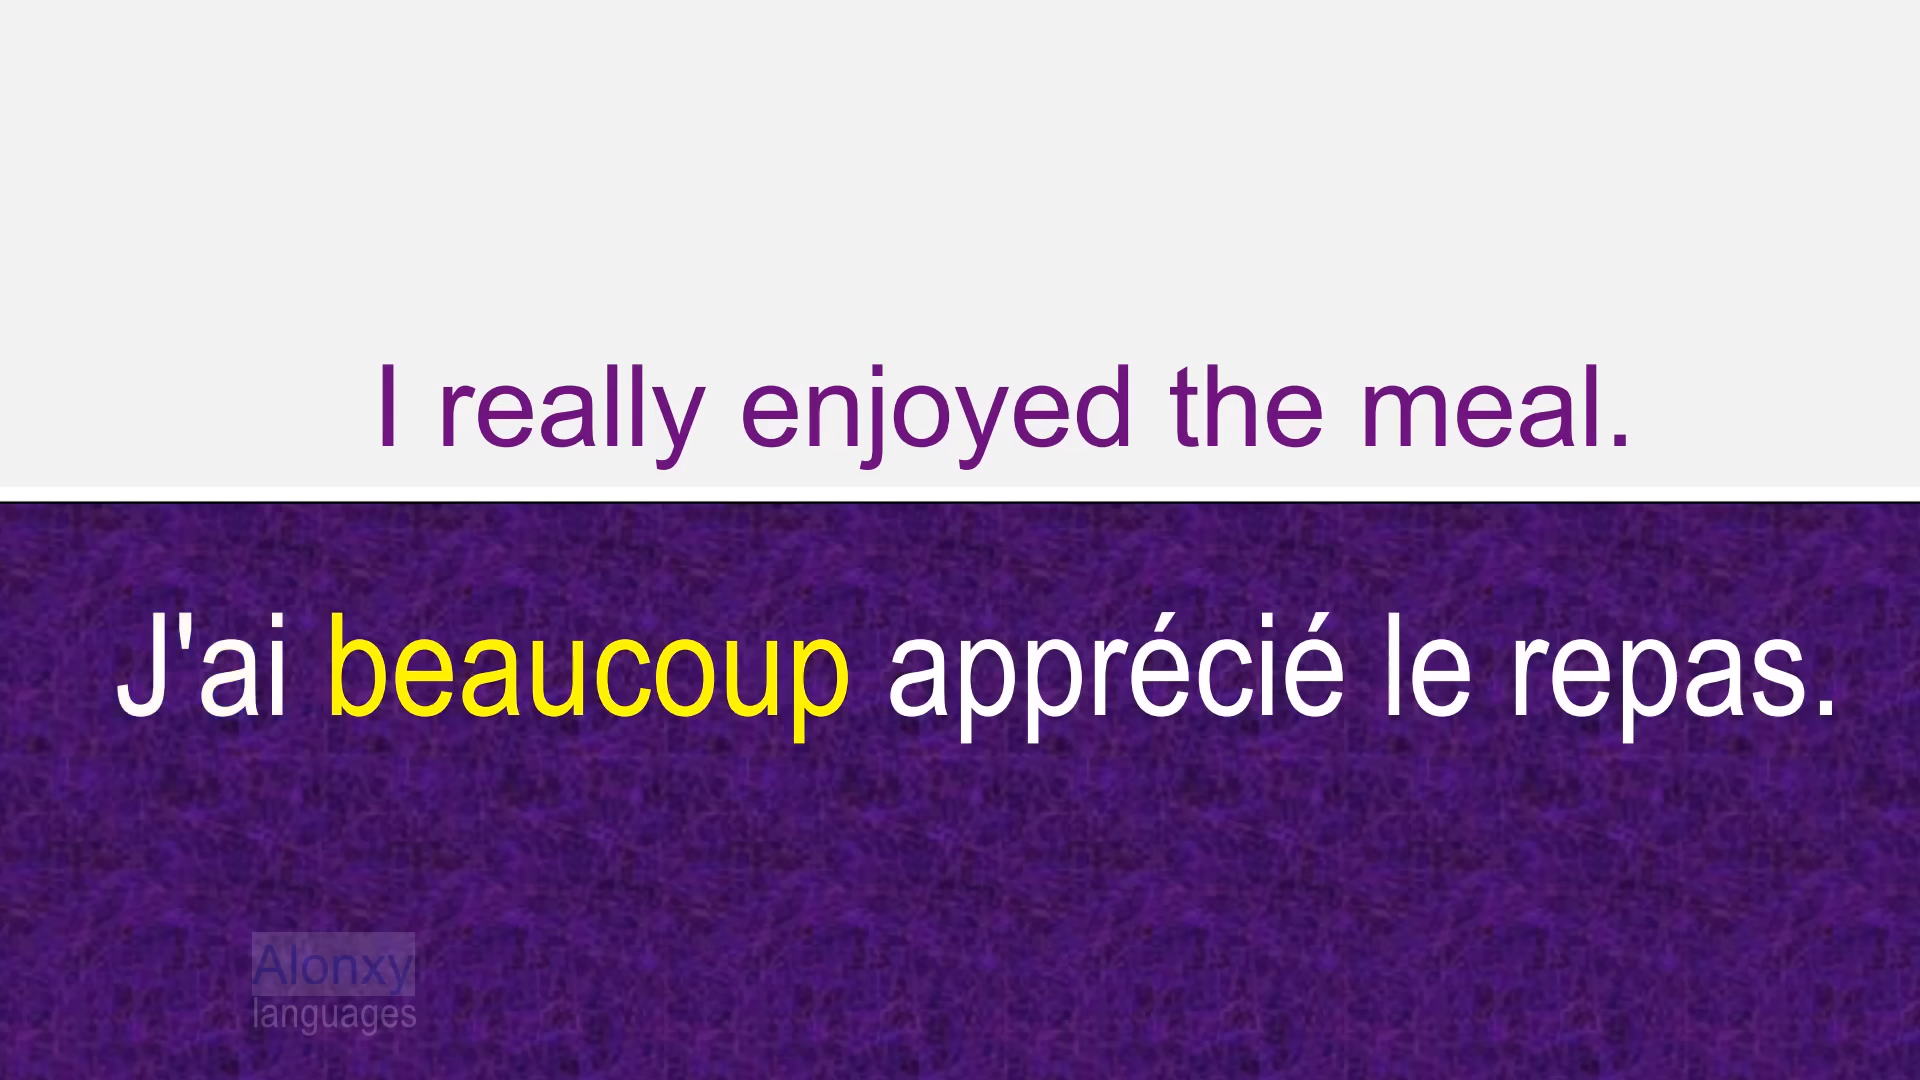 I really enjoyed the meal.
J'ai beaucoup apprécié le repas.
Alonxy
languages